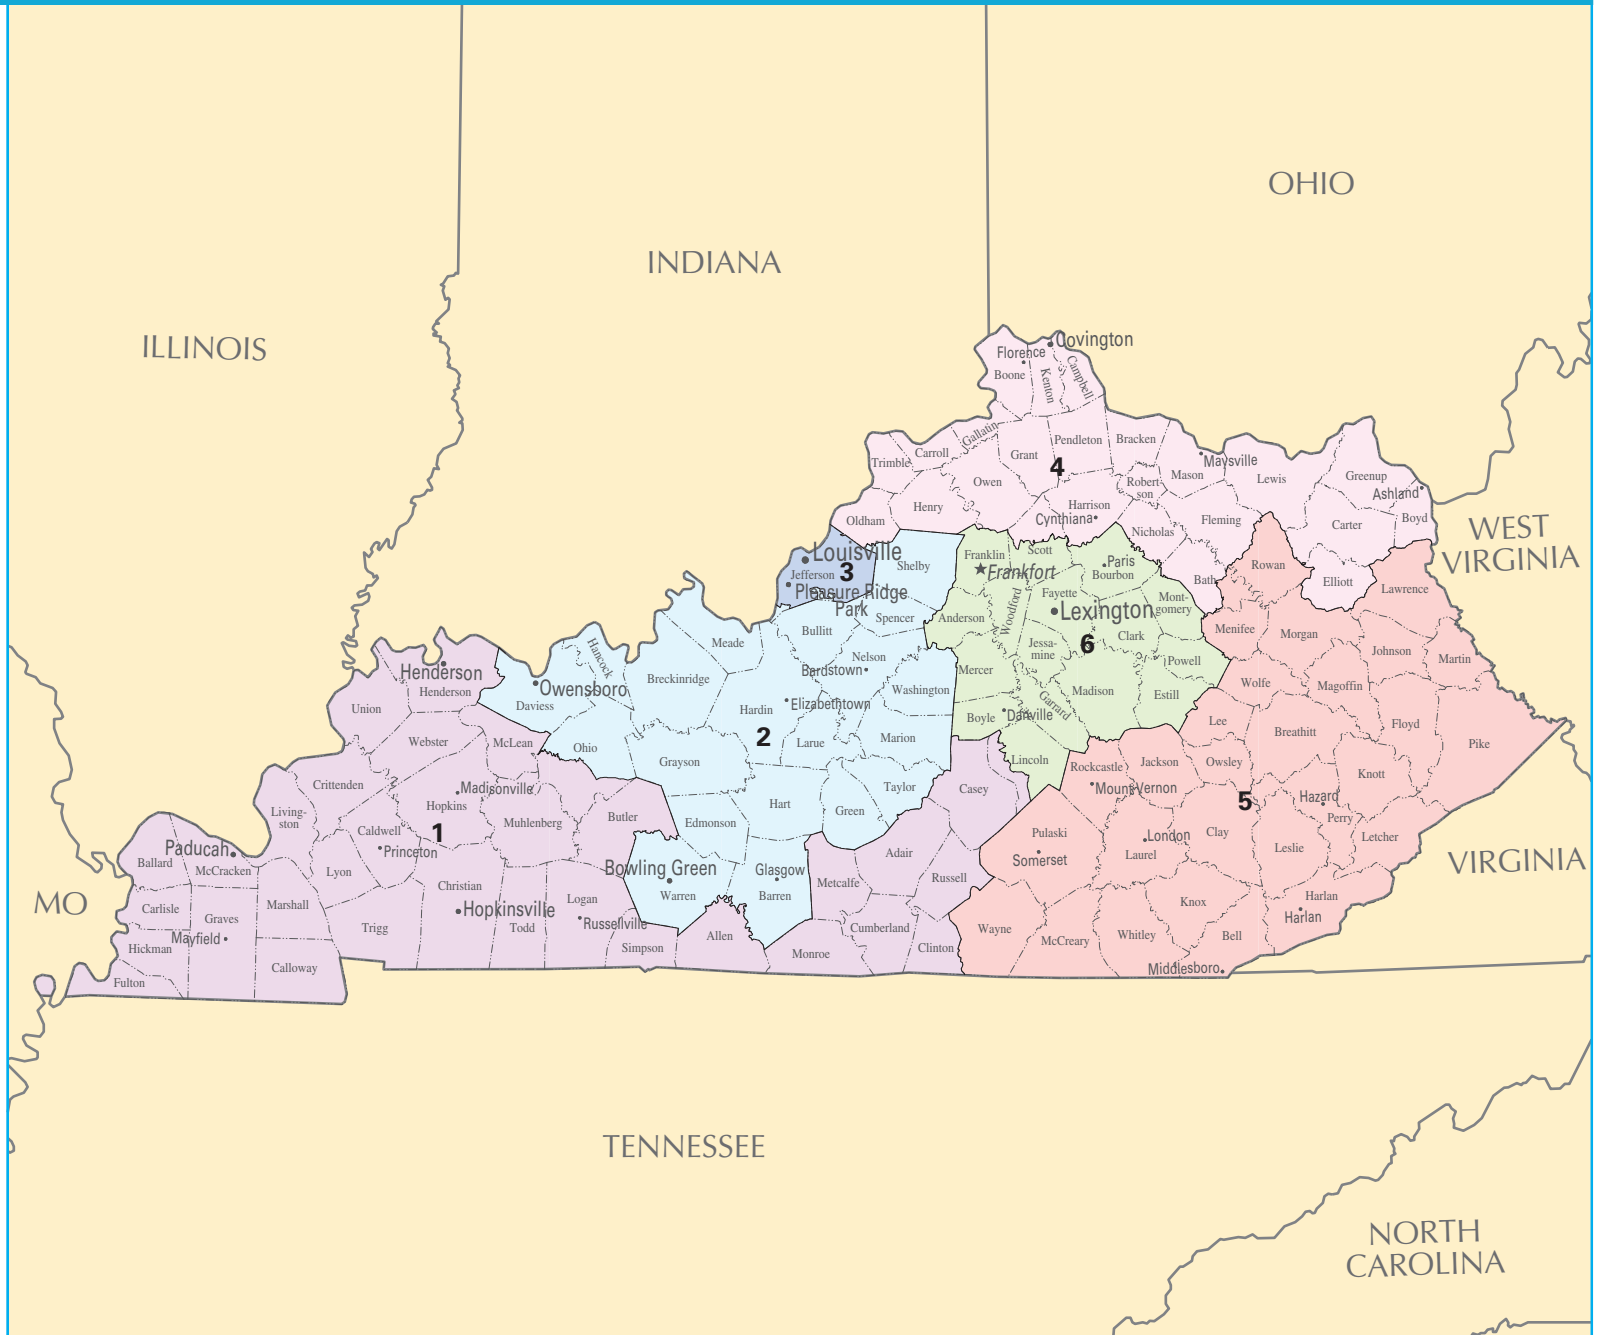 OHIO
INDIANA
ILLINOIS
Covington
Florence
Boone
Kenton
Campbell
Gallatin
Carroll
Trimble
Grant
Pendleton
Bracken
4
Owen
Maysville
Mason
Robert-
son
Lewis
Greenup
Ashland
Henry
Harrison
Cynthiana
Oldham
Fleming
Nicholas
Carter
Boyd
WEST
VIRGINIA
Louisville
Jefferson
3
Pleasure Ridge
Park
Shelby
Franklin
Scott
Frankfort
Paris
Bourbon
Bath
Rowan
Elliott
Lawrence
Fayette
Mont-
gomery
Woodford
Lexington
Anderson
Spencer
Bullitt
Clark
6
Menifee
Morgan
Meade
Hancock
Nelson
Bardstown
Jessa-
mine
Mercer
Powell
Johnson
Martin
Henderson
Henderson
Owensboro
Daviess
Breckinridge
Washington
Madison
Estill
Wolfe
Magoffin
Garrard
Union
Hardin
Elizabethtown
Boyle
Danville
Lee
Floyd
Breathitt
Webster
McLean
Ohio
2
Larue
Marion
Pike
Grayson
Lincoln
Rockcastle
Jackson
Owsley
Knott
Crittenden
Madisonville
Hopkins
Taylor
Casey
Mount Vernon
5
Hazard
Perry
Living-
ston
Hart
Green
Butler
Muhlenberg
Edmonson
Caldwell
1
Princeton
Pulaski
Somerset
London
Laurel
Clay
Leslie
Letcher
VIRGINIA
Paducah
Ballard
McCracken
Lyon
Adair
Bowling Green
Warren
Glasgow
Barren
Metcalfe
Russell
Christian
Logan
Harlan
Harlan
Knox
MO
Carlisle
Graves
Marshall
Hopkinsville
Todd
Russellville
Trigg
Mayfield
Hickman
Simpson
Allen
Cumberland
Wayne
McCreary
Whitley
Bell
Clinton
Monroe
Calloway
Fulton
Middlesboro
TENNESSEE
NORTH
CAROLINA